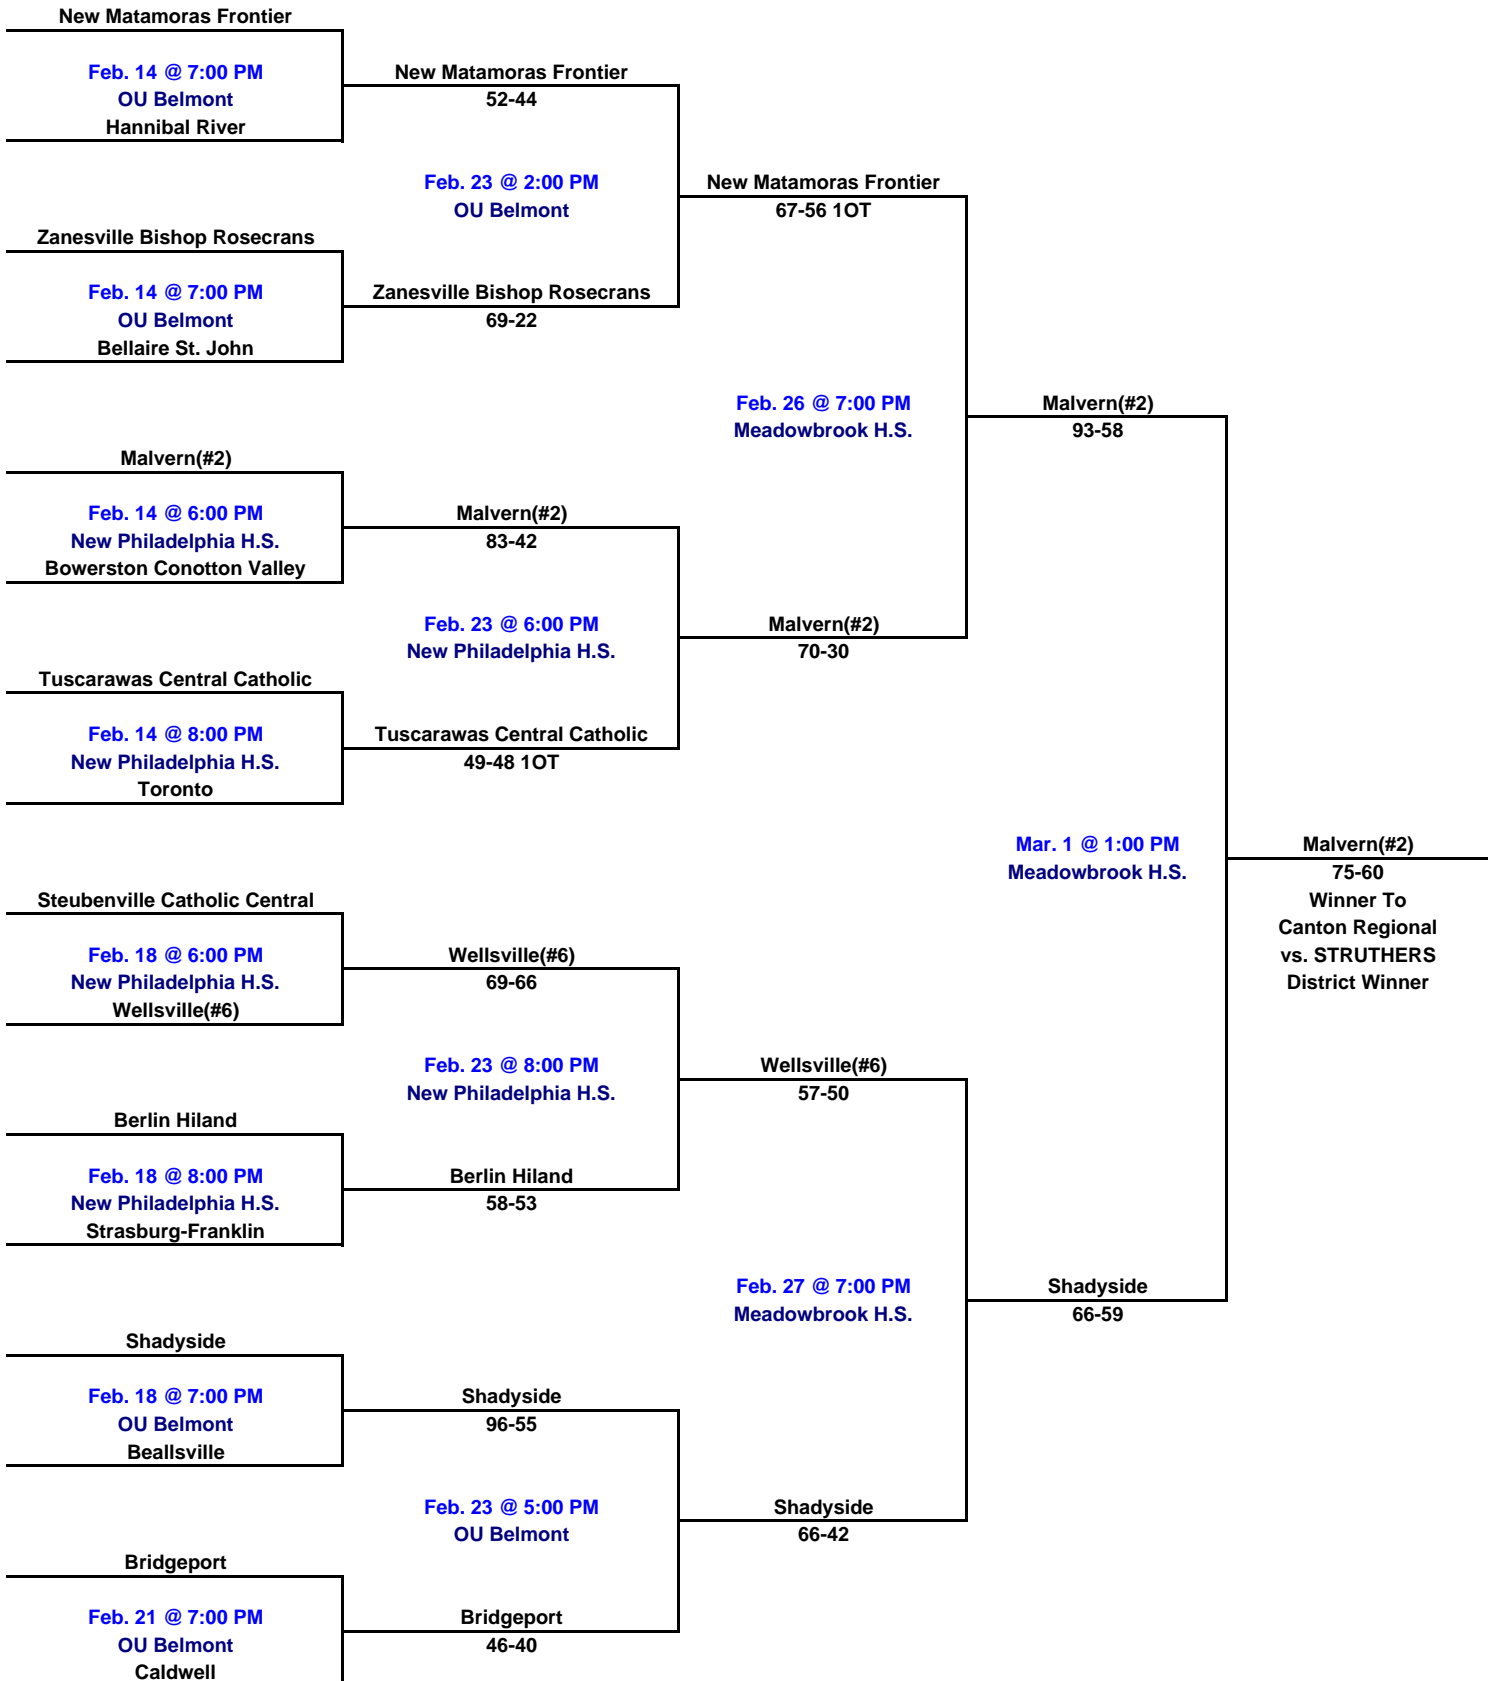 New Matamoras Frontier
Feb. 14 @ 7:00 PM
OU Belmont
Hannibal River
New Matamoras Frontier
52-44
Feb. 23 @ 2:00 PM
OU Belmont
New Matamoras Frontier
67-56 1OT
Zanesville Bishop Rosecrans
Feb. 14 @ 7:00 PM
OU Belmont
Bellaire St. John
Zanesville Bishop Rosecrans
69-22
Feb. 26 @ 7:00 PM
Meadowbrook H.S.
Malvern(#2)
93-58
Malvern(#2)
Feb. 14 @ 6:00 PM
New Philadelphia H.S.
Bowerston Conotton Valley
Malvern(#2)
83-42
Feb. 23 @ 6:00 PM
New Philadelphia H.S.
Malvern(#2)
70-30
Tuscarawas Central Catholic
Feb. 14 @ 8:00 PM
New Philadelphia H.S.
Toronto
Tuscarawas Central Catholic
49-48 1OT
Mar. 1 @ 1:00 PM
Meadowbrook H.S.
Malvern(#2)
75-60
Winner To
Canton Regional
vs. STRUTHERS
District Winner
Steubenville Catholic Central
Feb. 18 @ 6:00 PM
New Philadelphia H.S.
Wellsville(#6)
Wellsville(#6)
69-66
Feb. 23 @ 8:00 PM
New Philadelphia H.S.
Wellsville(#6)
57-50
Berlin Hiland
Feb. 18 @ 8:00 PM
New Philadelphia H.S.
Strasburg-Franklin
Berlin Hiland
58-53
Feb. 27 @ 7:00 PM
Meadowbrook H.S.
Shadyside
66-59
Shadyside
Feb. 18 @ 7:00 PM
OU Belmont
Beallsville
Shadyside
96-55
Feb. 23 @ 5:00 PM
OU Belmont
Shadyside
66-42
Bridgeport
Feb. 21 @ 7:00 PM
OU Belmont
Caldwell
Bridgeport
46-40